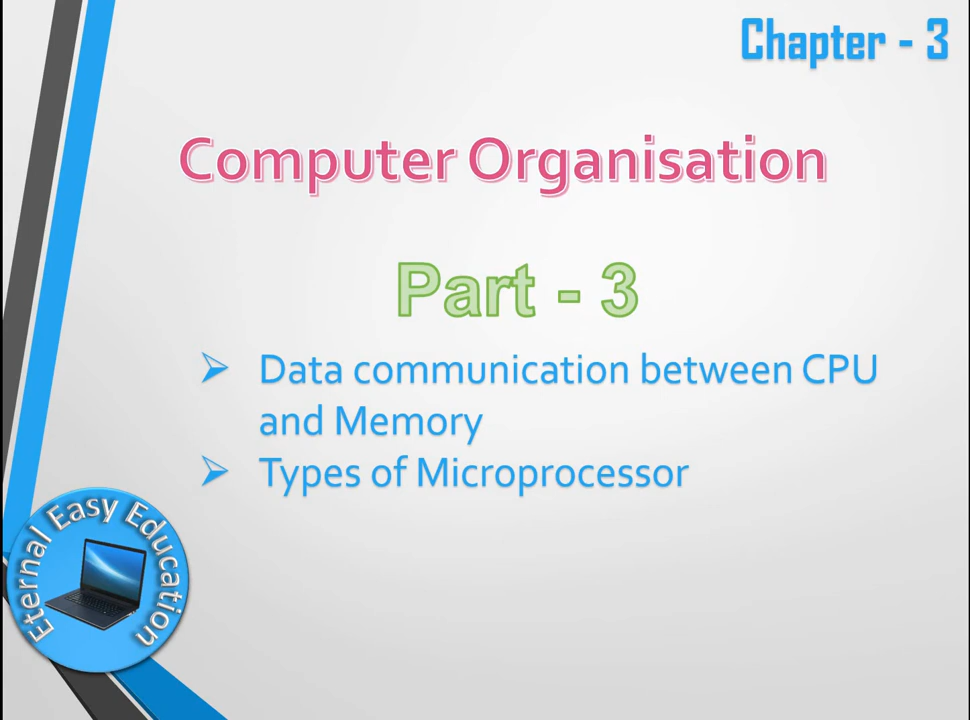 Chapter - 3
Computer Organisation
Part - 3
➢ Data communication between CPU
and Memory
➢ Types of Microprocessor
Eternal Easy Education